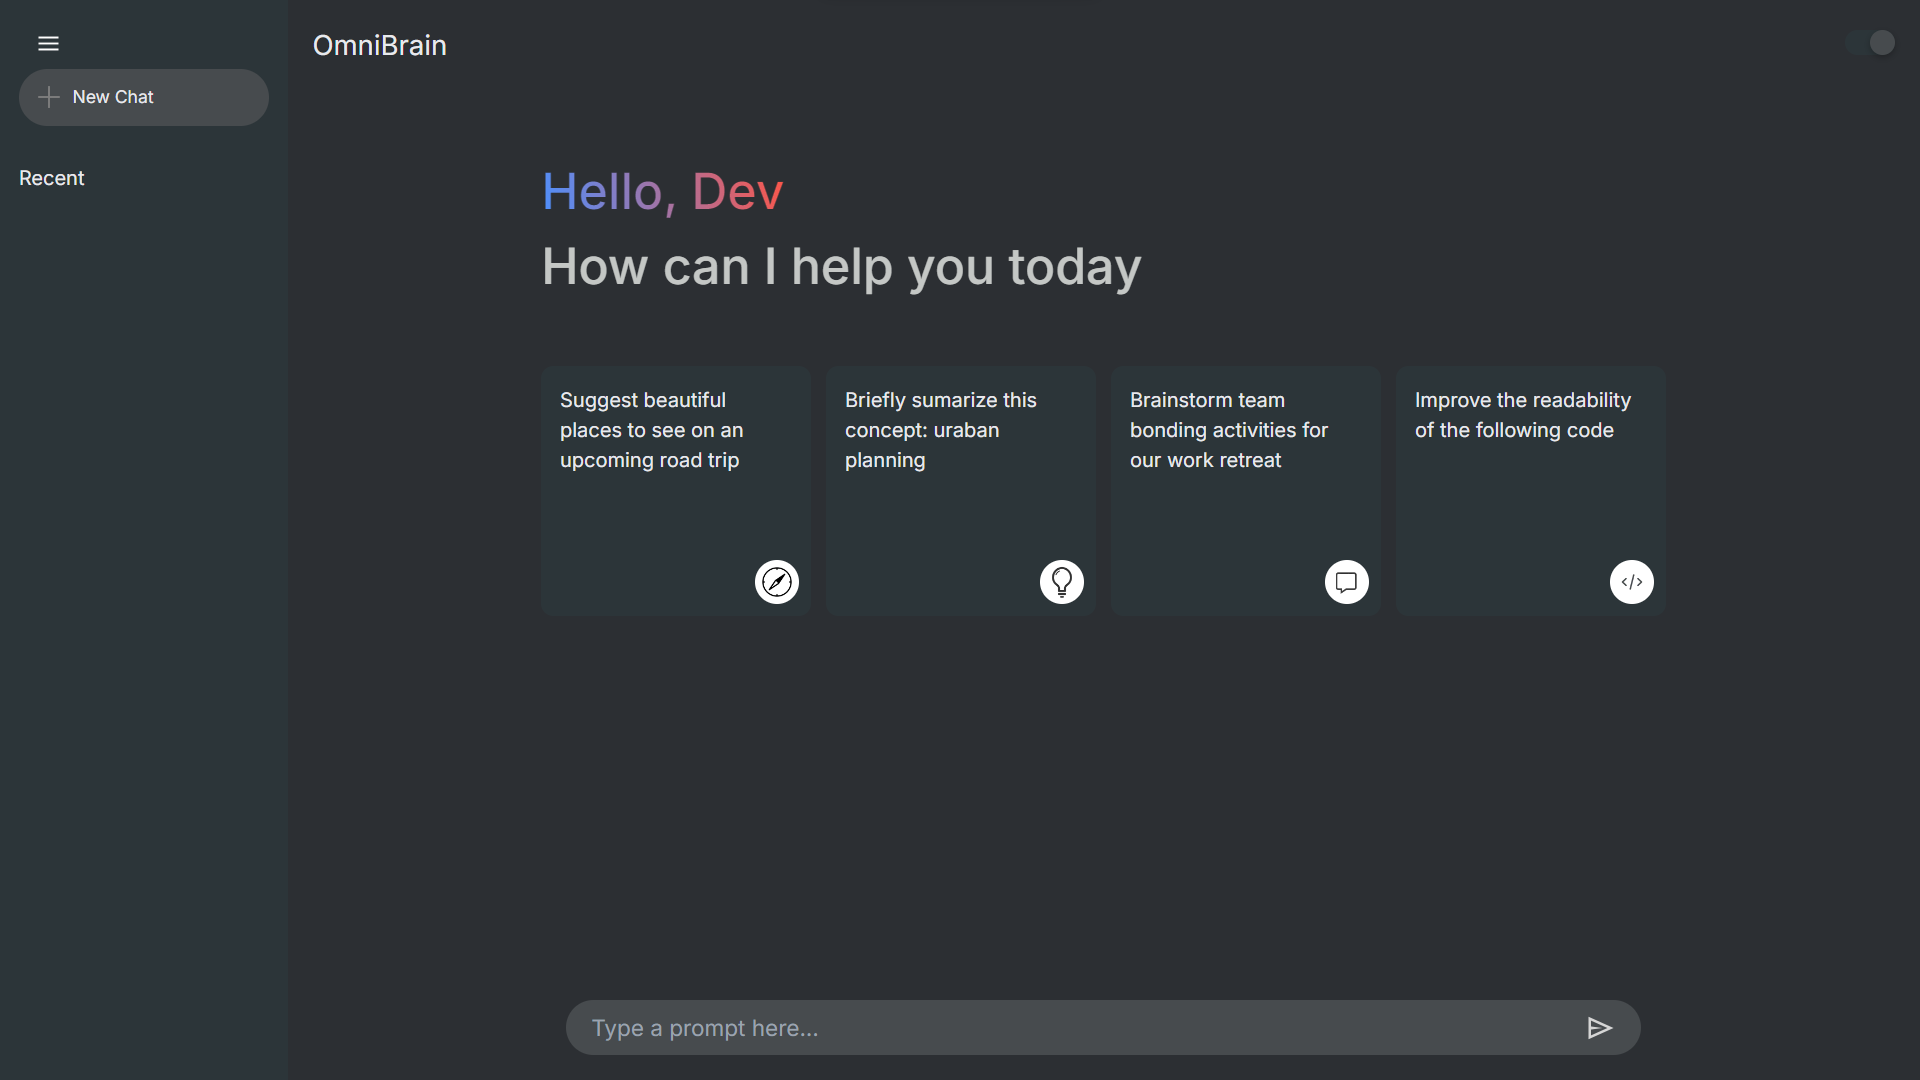 OmniBrain
New Chat
Recent
Hello, Dev
How can I help you today
Suggest beautiful
places to see on an
upcoming road trip
Briefly sumarize this
concept: uraban
planning
Brainstorm team
bonding activities for
our work retreat
Improve the readability
of the following code
Type a prompt here...